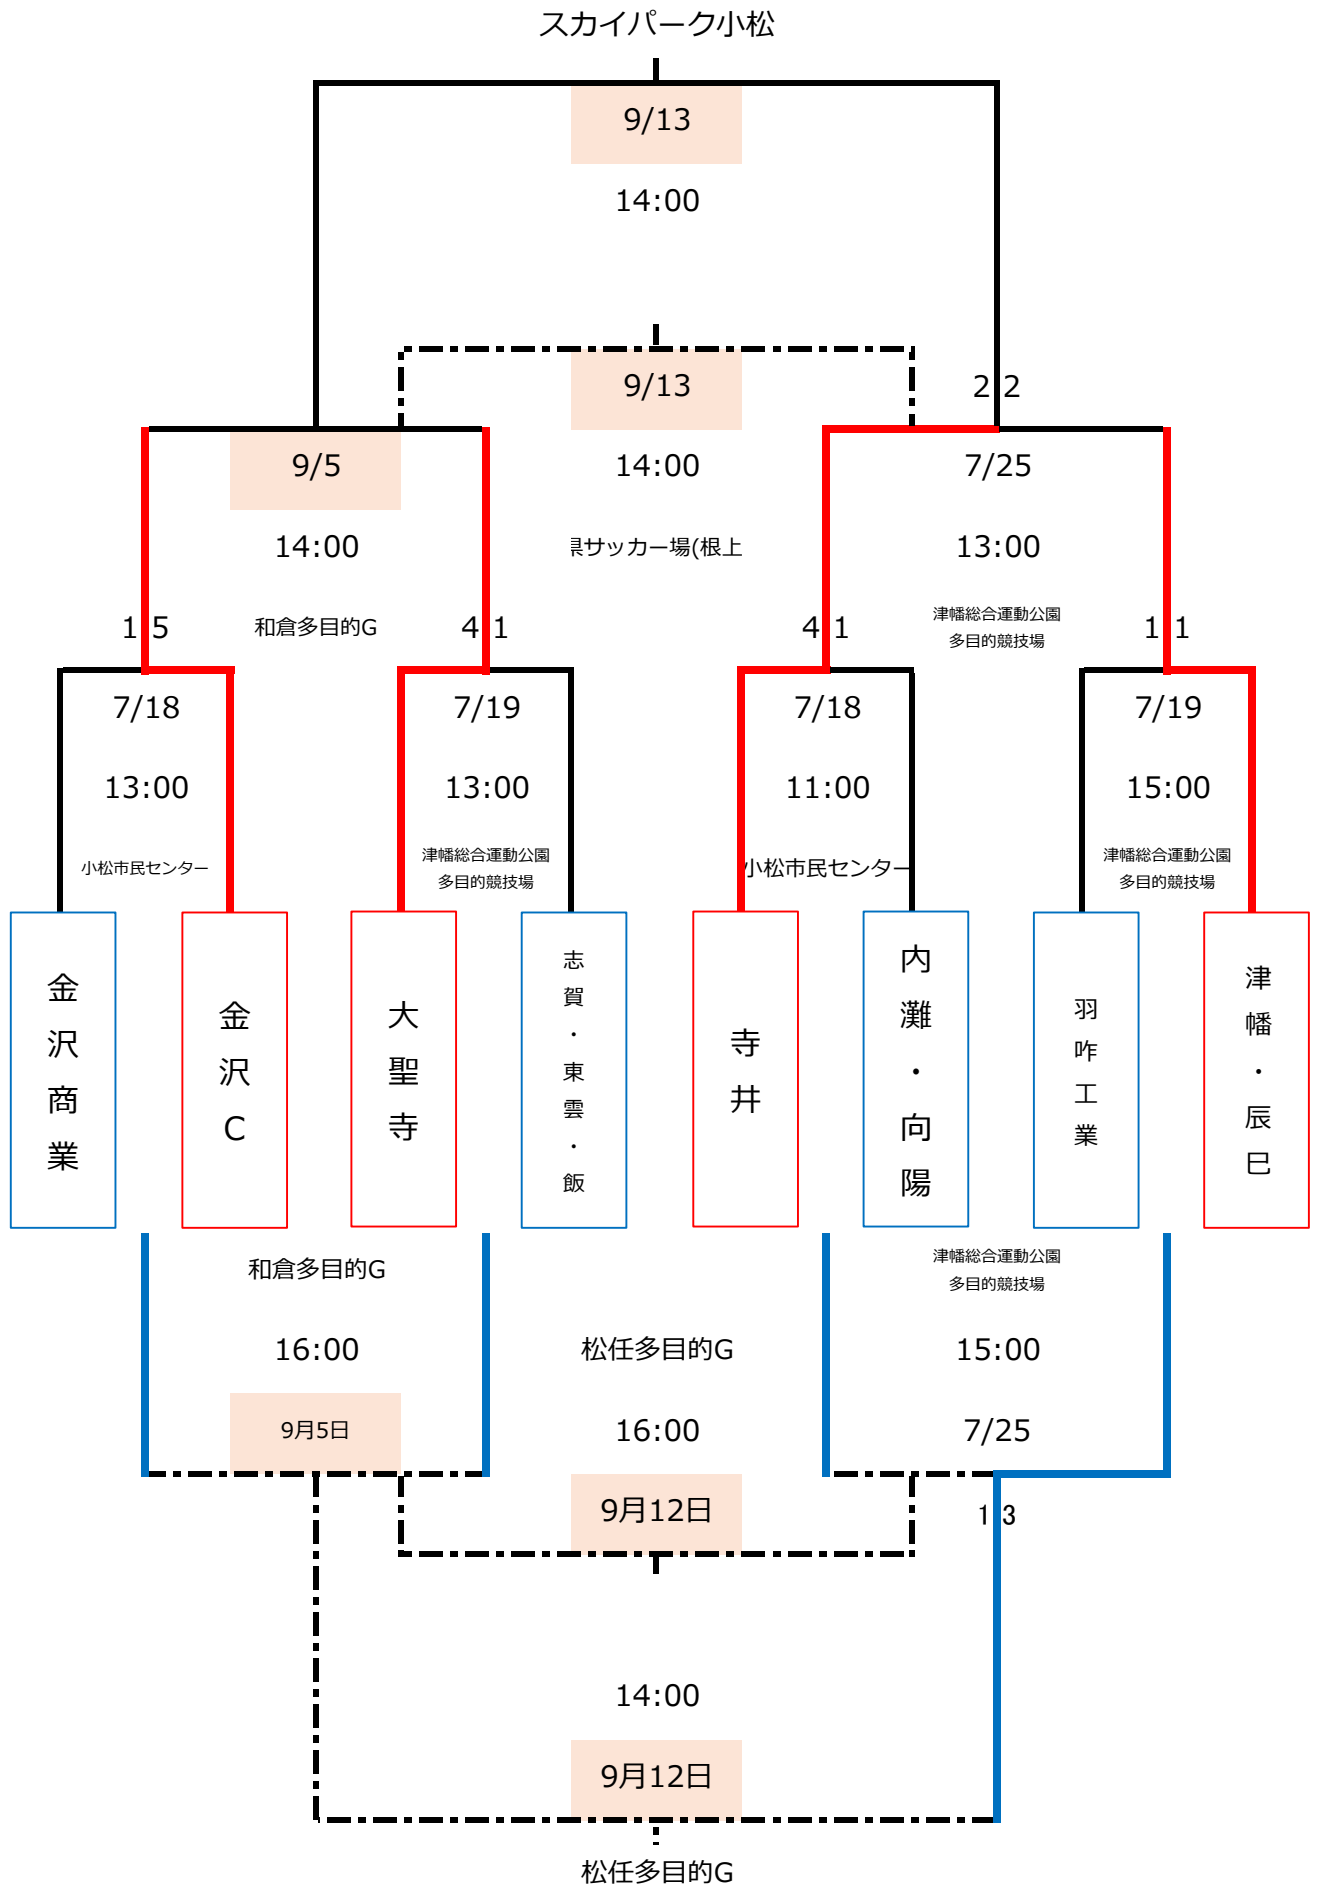 スカイパーク小松
9/13
14:00
9/13
2 2
9/5
14:00
7/25
14:00
県サッカー場(根上
13:00
1 5
和倉多目的G
4 1
4 1
津幡総合運動公園
多目的競技場
1 1
7/18
7/19
7/18
7/19
13:00
13:00
11:00
15:00
小松市民センター
津幡総合運動公園
多目的競技場
小松市民センター
津幡総合運動公園
多目的競技場
金沢商業
金沢C
大聖寺
志賀・東雲・飯
寺井
内灘・向陽
羽咋工業
津幡・辰巳
和倉多目的G
津幡総合運動公園
多目的競技場
16:00
松任多目的G
15:00
9月5日
16:00
7/25
9月12日
1 3
14:00
9月12日
松任多目的G